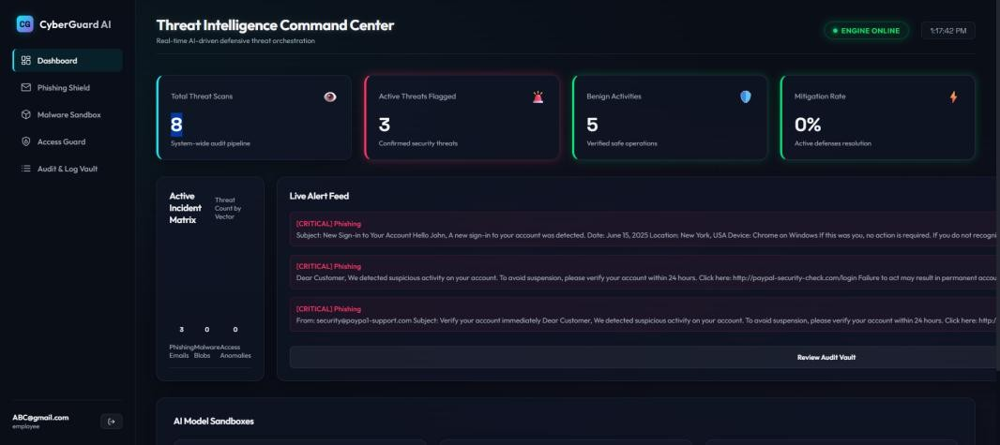 CG CyberGuard AI
Dashboard
Phishing Shield
Malware Sandbox
Access Guard
Audit & Log Vault
ABC@gmail.com
employee
Threat Intelligence Command Center
Real-time AI-driven defensive threat orchestration
ENGINE ONLINE
1:17:42 PM
Total Threat Scans
8
System-wide audit pipeline
Active Threats Flagged
3
Confirmed security threats
Benign Activities
5
Verified safe operations
Mitigation Rate
0%
Active defenses resolution
Active
Incident
Matrix
Threat
Count by
Vector
3 0 0
Phishing Malware Access
Emails Blobs Anomalies
Live Alert Feed
[CRITICAL] Phishing
Subject: New Sign-in to Your Account Hello John, A new sign-in to your account was detected. Date: June 15, 2025 Location: New York, USA Device: Chrome on Windows If this was you, no action is required. If you do not recogni
[CRITICAL] Phishing
Dear Customer, We detected suspicious activity on your account. To avoid suspension, please verify your account within 24 hours. Click here: http://paypal-security-check.com/login Failure to act may result in permanent accou
[CRITICAL] Phishing
From: security@paypa1-support.com Subject: Verify your account immediately Dear Customer, We detected suspicious activity on your account. To avoid suspension, please verify your account within 24 hours. Click here: http:/
Review Audit Vault
AI Model Sandboxes